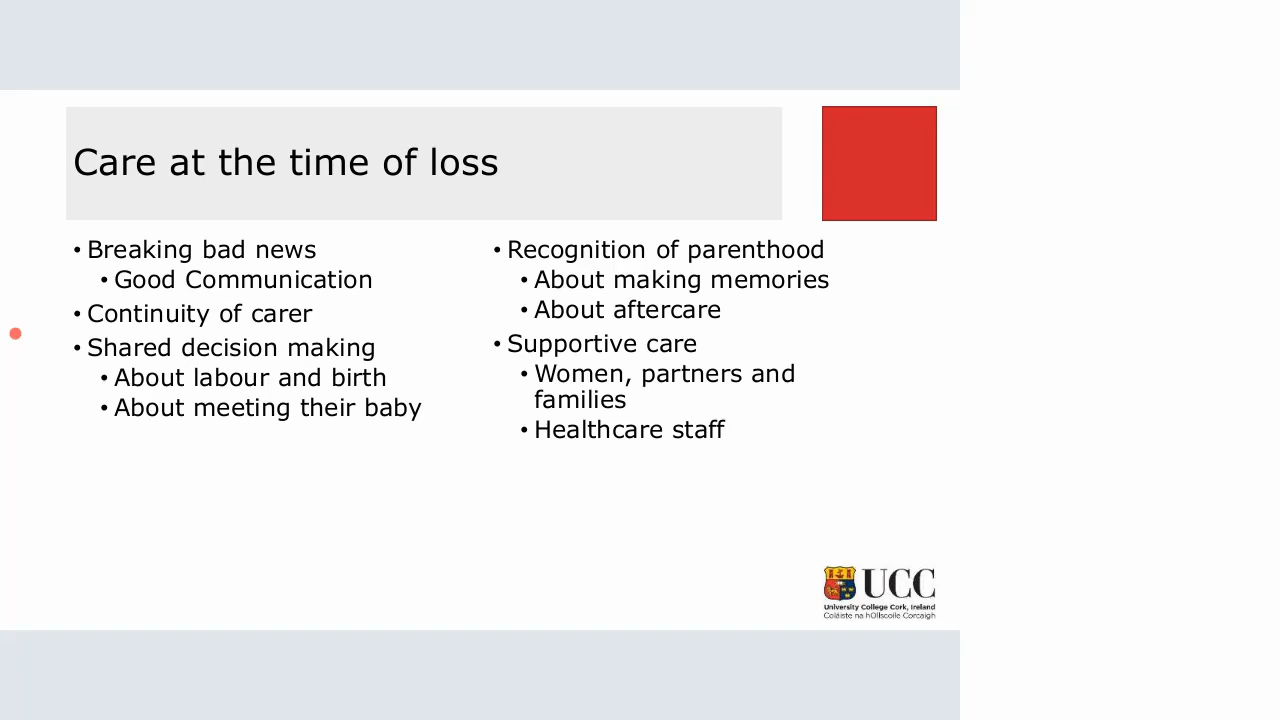 Care at the time of loss
• Breaking bad news
• Good Communication
• Continuity of carer
• Shared decision making
• About labour and birth
• About meeting their baby
• Recognition of parenthood
• About making memories
• About aftercare
• Supportive care
• Women, partners and
families
• Healthcare staff
UCC
University College Cork, Ireland
Coláiste na hOllscoile Corcaigh